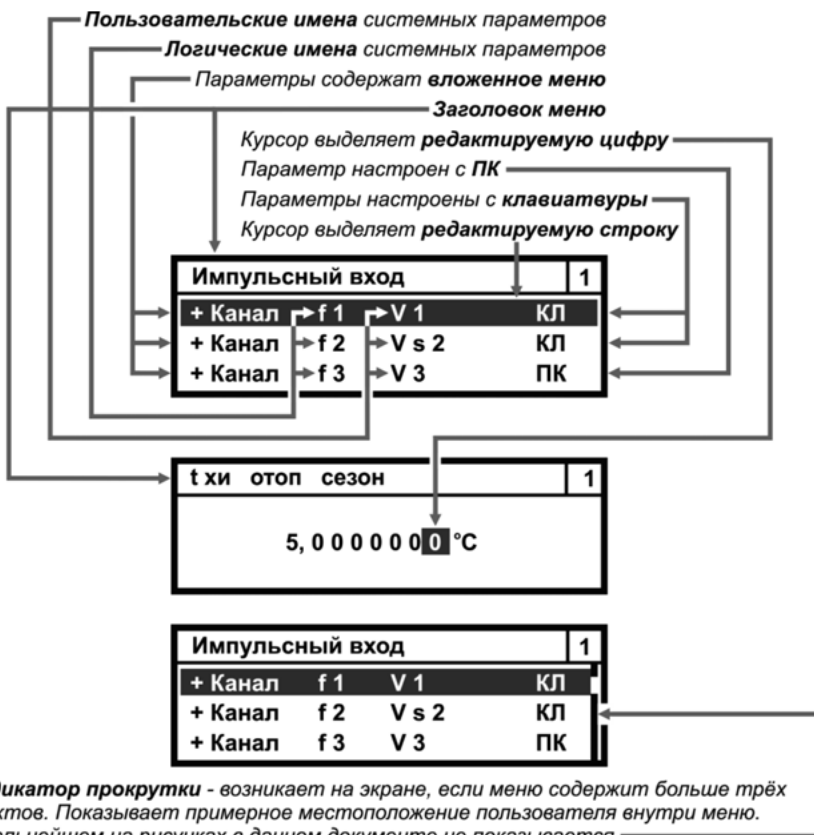 Пользовательские имена системных параметров
Логические имена системных параметров
Параметры содержат вложенное меню
Заголовок меню
Курсор выделяет редактируемую цифру
Параметр настроен с ПК
Параметры настроены с клавиатвуры
Курсор выделяет редактируемую строку
Импульсный вход 1
+ Канал f 1 V 1 КЛ
+ Канал f 2 V s 2 КЛ
+ Канал f 3 V 3 ПК
t хи отоп сезон 1
5, 0 0 0 0 0 0 0 °C
Импульсный вход 1
+ Канал f 1 V 1 КЛ
+ Канал f 2 V s 2 КЛ
+ Канал f 3 V 3 ПК
прокрутки - возникает на экране, если меню содержит больше трёх
Показывает примерное местоположение пользователя внутри меню.
на рисунках в данном документе не показывается